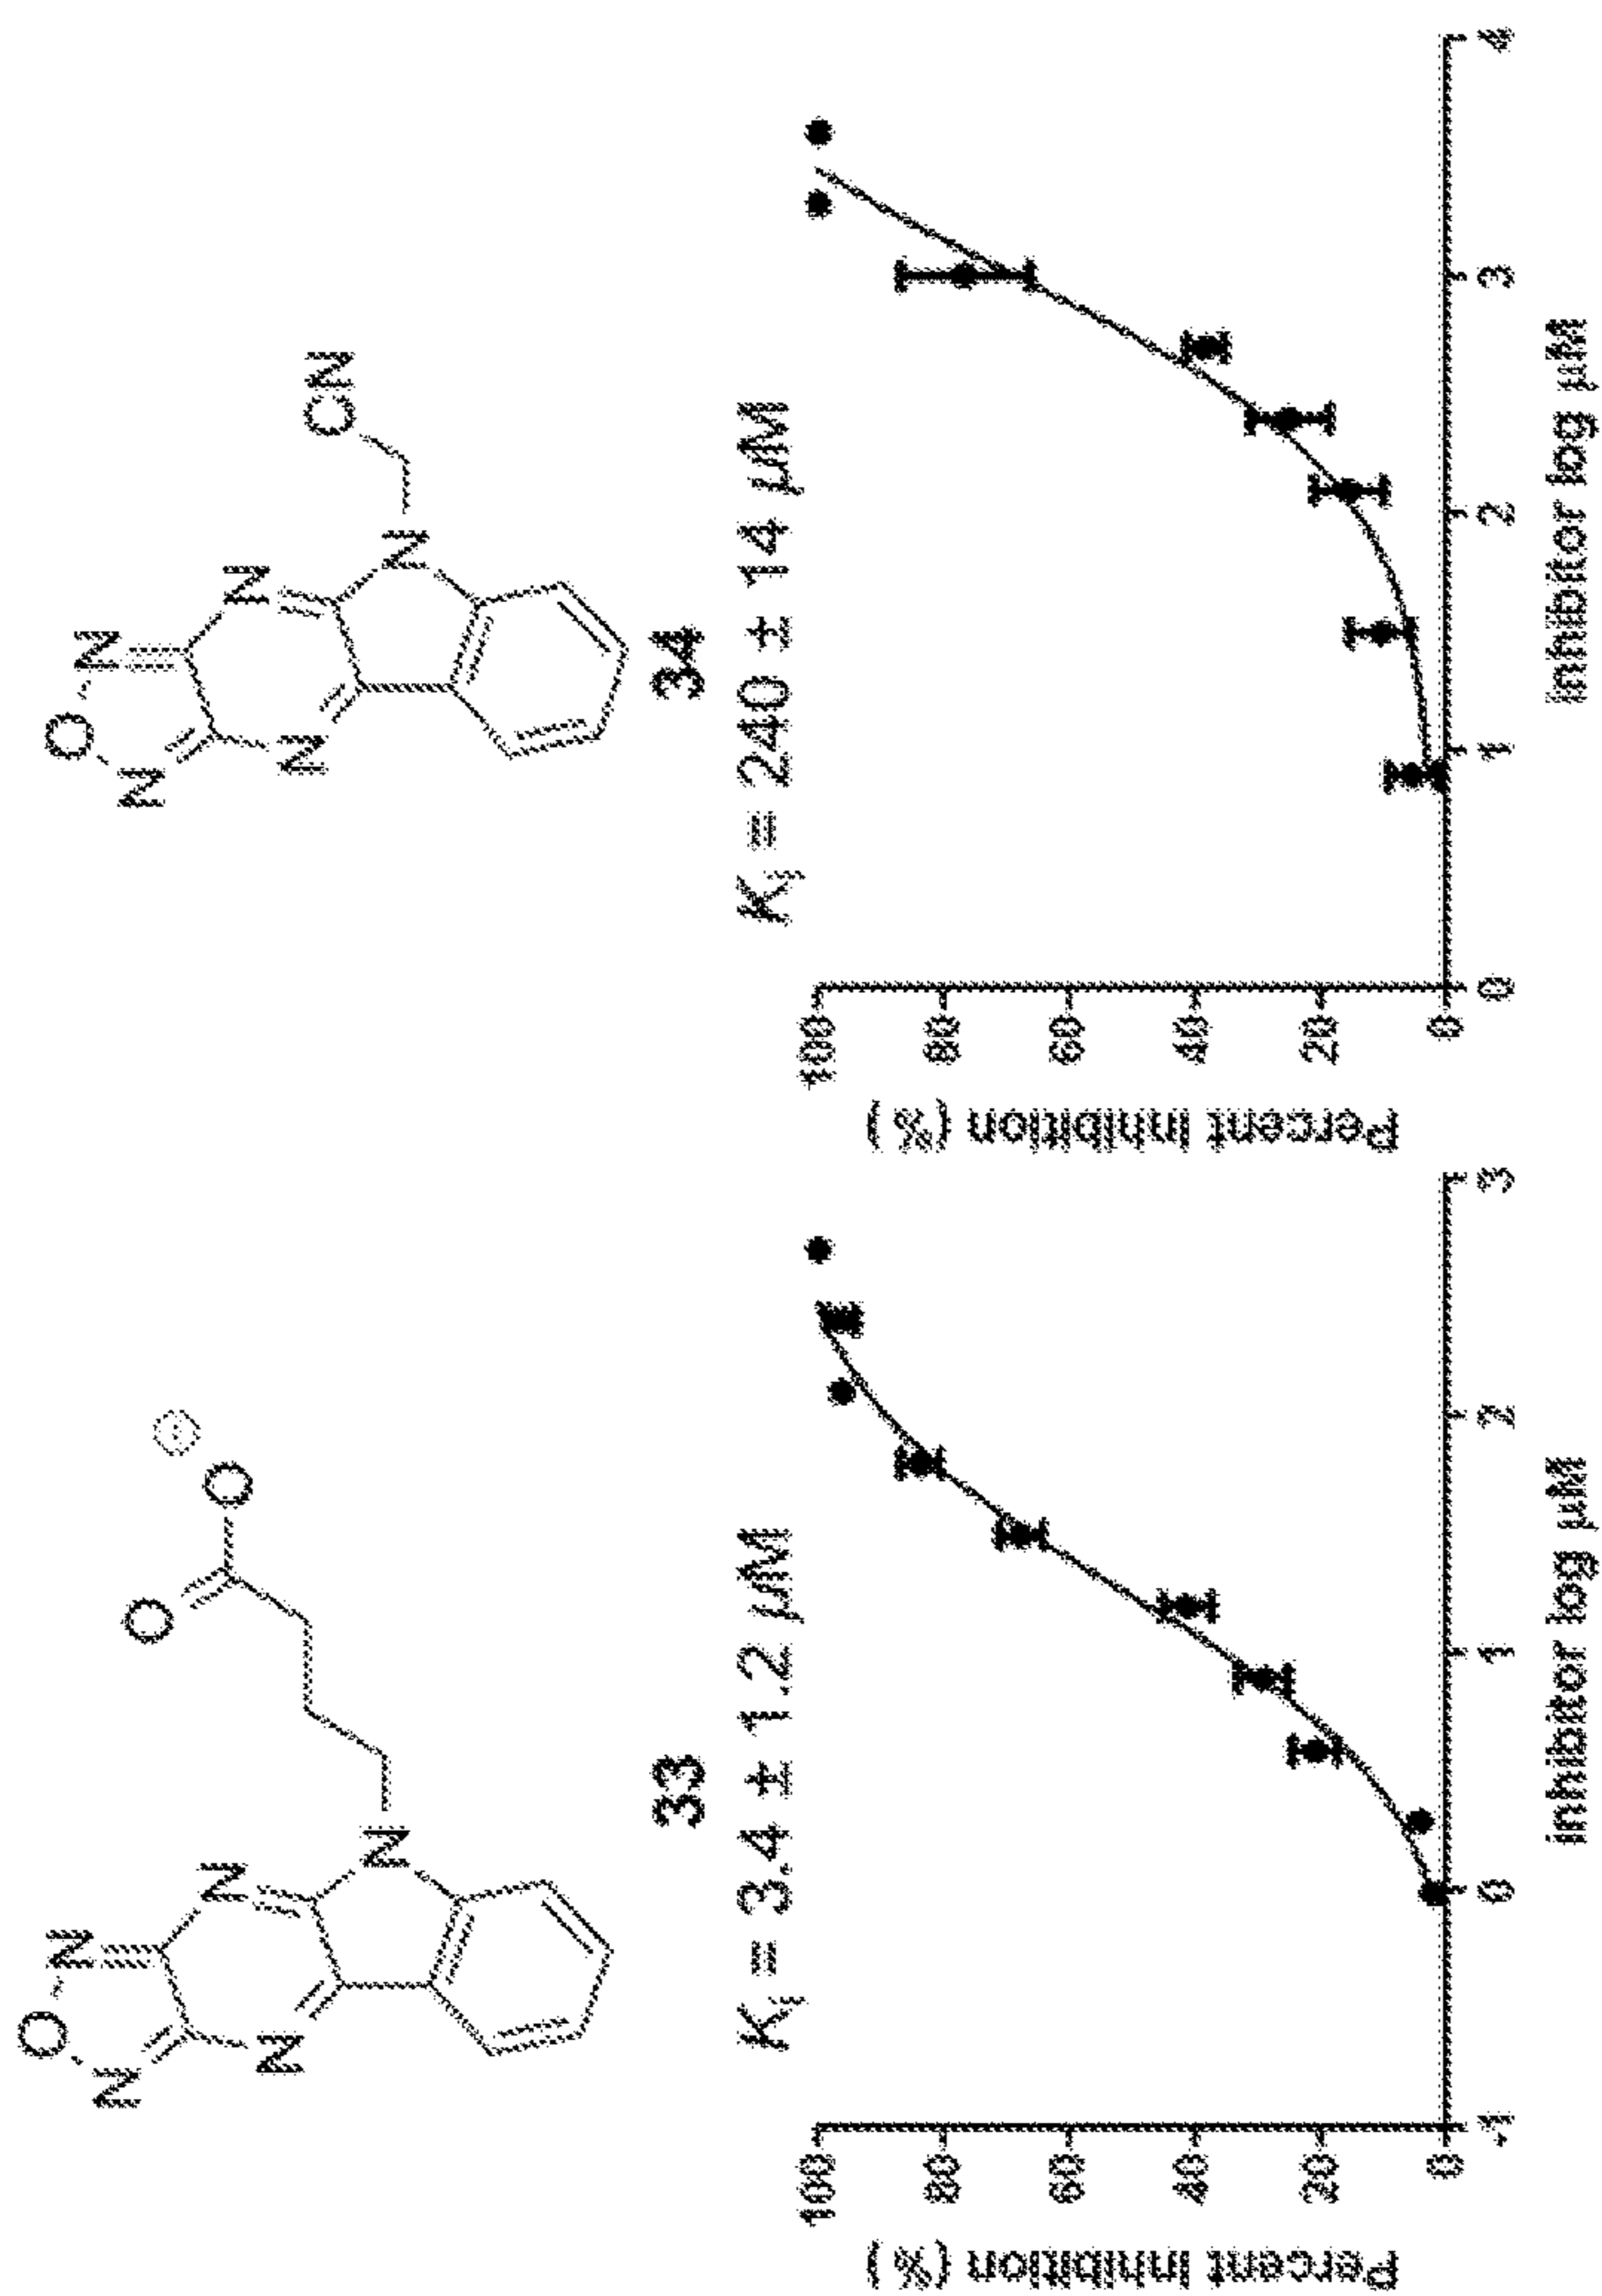 O
N
N
N
N
N
O
O
⊖
33
Ki = 3.4 ± 1.2 µM
Percent inhibition (%)
100
80
60
40
20
0
-1
0
1
2
3
inhibitor log µM
O
N
N
N
N
N
CN
34
Ki = 240 ± 14 µM
Percent inhibition (%)
100
80
60
40
20
0
0
1
2
3
4
inhibitor log µM